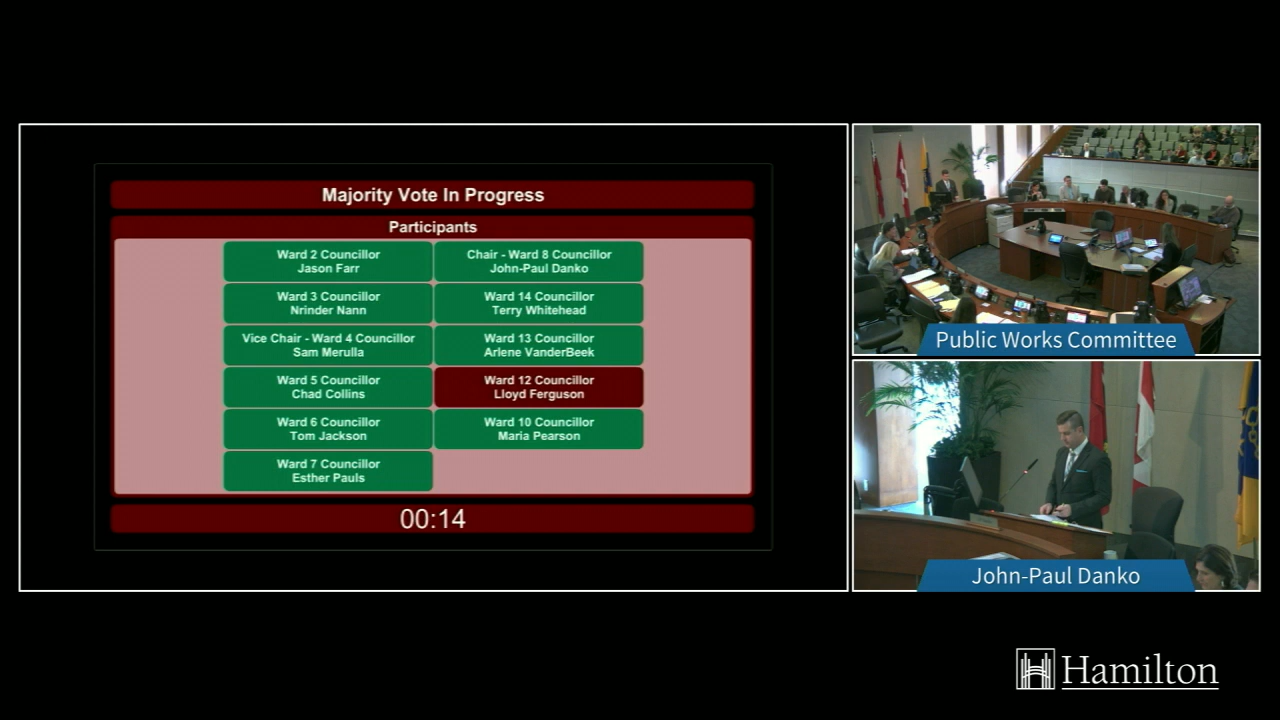 Majority Vote In Progress
Participants
Ward 2 Councillor
Jason Farr
Chair - Ward 8 Councillor
John-Paul Danko
Ward 3 Councillor
Nrinder Nann
Ward 14 Councillor
Terry Whitehead
Vice Chair - Ward 4 Councillor
Sam Merulla
Ward 13 Councillor
Arlene VanderBeek
Ward 5 Councillor
Chad Collins
Ward 12 Councillor
Lloyd Ferguson
Ward 6 Councillor
Tom Jackson
Ward 10 Councillor
Maria Pearson
Ward 7 Councillor
Esther Pauls
00:14
Public Works Committee
John-Paul Danko
Hamilton